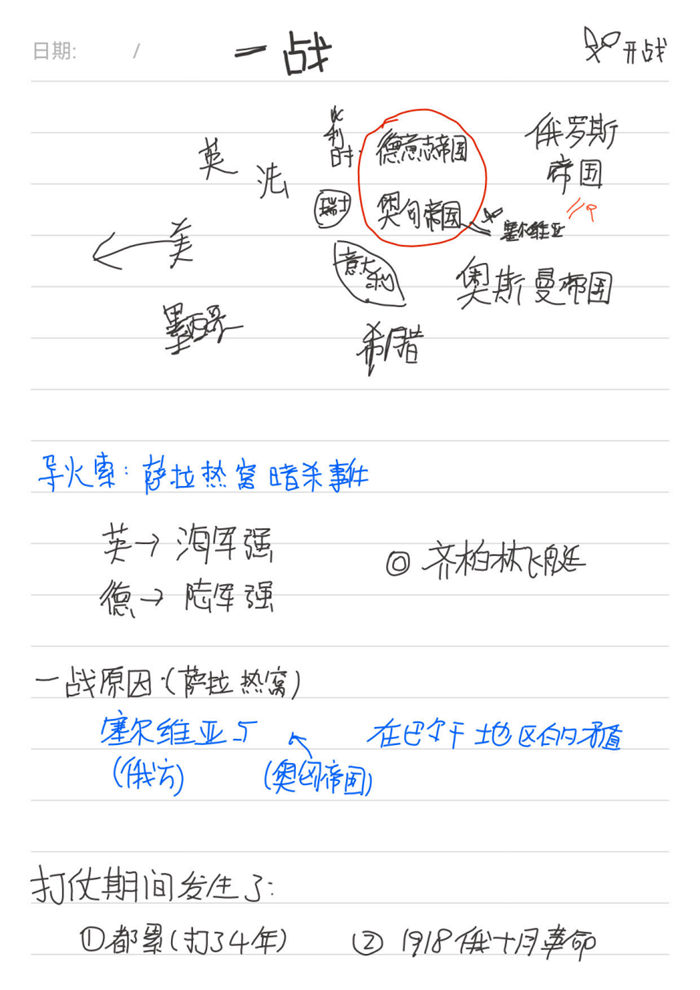 日期: /
一战
开战
英
法
比利时
德意志帝国
俄罗斯
帝国
瑞士
奥匈帝国
塞尔维亚
美
意大利
奥斯曼帝国
墨西哥
希腊
导火索: 萨拉热窝暗杀事件
英→海军强
◎ 齐柏林飞艇
德→陆军强
一战原因·(萨拉热窝)
塞尔维亚与 在巴尔干地区的矛盾
(俄方) (奥匈帝国)
打仗期间发生了:
①都累(打了4年) ② 1918俄十月革命